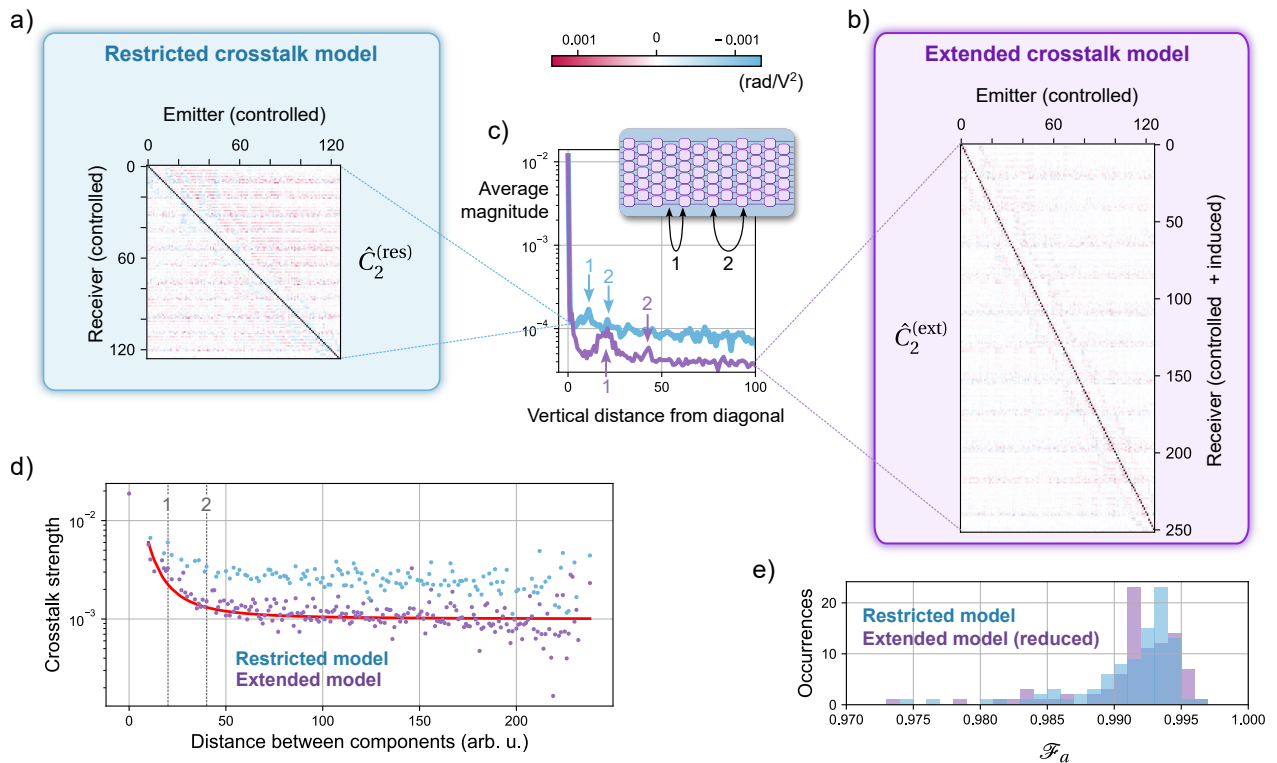 a)
Restricted crosstalk model
Emitter (controlled)
0 60 120
Receiver (controlled)
0
60
120
Ĉ₂^(res)
0.001 0 −0.001
(rad/V²)
b)
Extended crosstalk model
Emitter (controlled)
0 60 120
Receiver (controlled + induced)
0
50
100
150
200
250
Ĉ₂^(ext)
c)
Average
magnitude
10⁻²
10⁻³
10⁻⁴
1 2
1 2 2
1
0 50 100
Vertical distance from diagonal
d)
Crosstalk strength
10⁻²
10⁻³
1 2
Restricted model
Extended model
0 50 100 150 200
Distance between components (arb. u.)
e)
Occurrences
20
10
0
Restricted model
Extended model (reduced)
0.970 0.975 0.980 0.985 0.990 0.995 1.000
ℱₐ